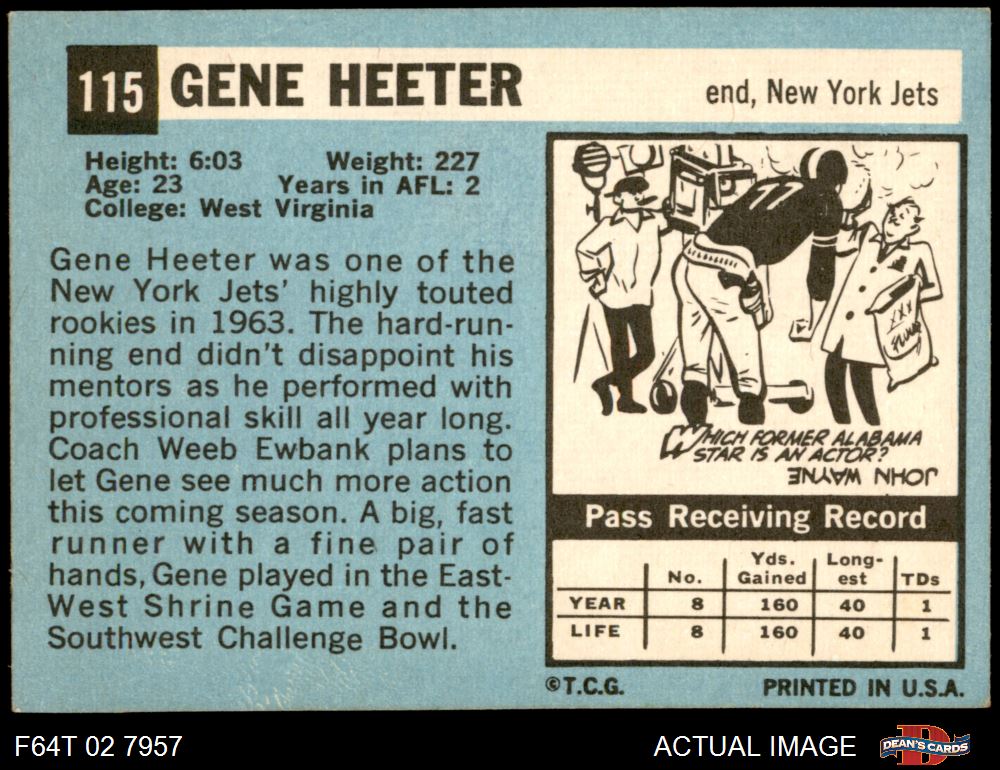 115 GENE HEETER end, New York Jets
Height: 6:03 Weight: 227
Age: 23 Years in AFL: 2
College: West Virginia
Gene Heeter was one of the
New York Jets' highly touted
rookies in 1963. The hard-run-
ning end didn't disappoint his
mentors as he performed with
professional skill all year long.
Coach Weeb Ewbank plans to
let Gene see much more action
this coming season. A big, fast
runner with a fine pair of
hands, Gene played in the East-
West Shrine Game and the
Southwest Challenge Bowl.
77
WHICH FORMER ALABAMA
STAR IS AN ACTOR?
JOHN WAYNE
Pass Receiving Record
No. Yds. Gained Long-est TDs
YEAR 8 160 40 1
LIFE 8 160 40 1
©T.C.G. PRINTED IN U.S.A.
F64T 02 7957 ACTUAL IMAGE DEAN'S CARDS